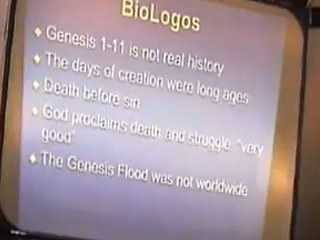 BioLogos
Genesis 1-11 is not real history
The days of creation were long ages
Death before sin
God proclaims death and struggle "very
good"
The Genesis Flood was not worldwide